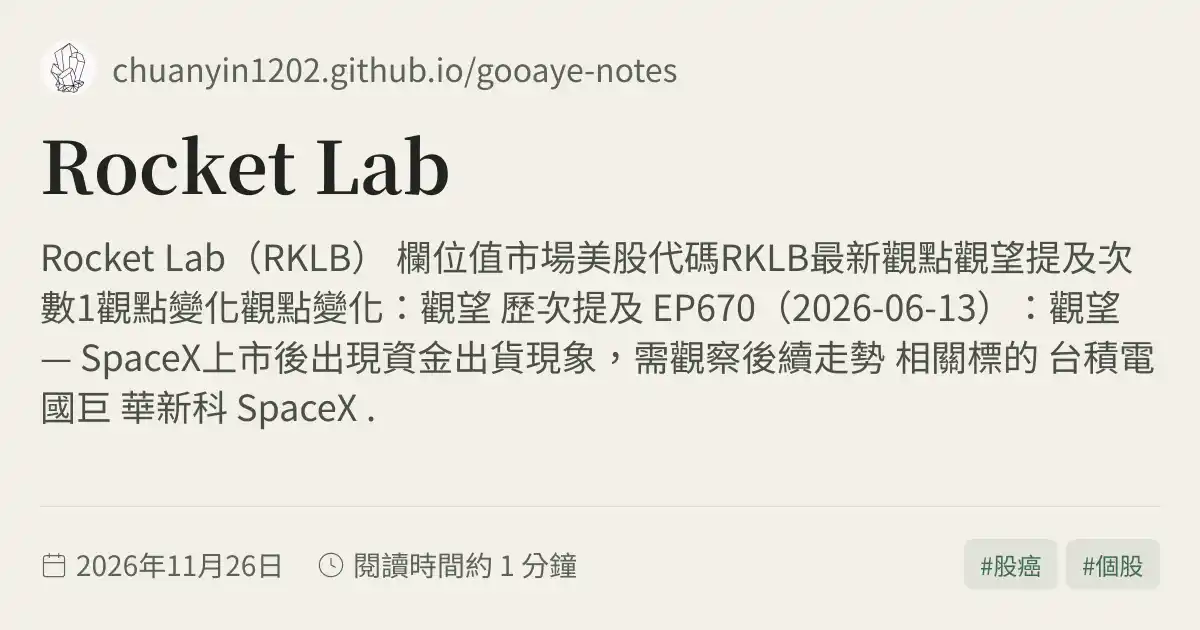 chuanyin1202.github.io/gooaye-notes
Rocket Lab
Rocket Lab（RKLB） 欄位值市場美股代碼RKLB最新觀點觀望提及次
數1觀點變化觀點變化：觀望 歷次提及 EP670（2026-06-13）：觀望
— SpaceX上市後出現資金出貨現象，需觀察後續走勢 相關標的 台積電
國巨 華新科 SpaceX .
2026年11月26日 閱讀時間約 1 分鐘 #股癌 #個股